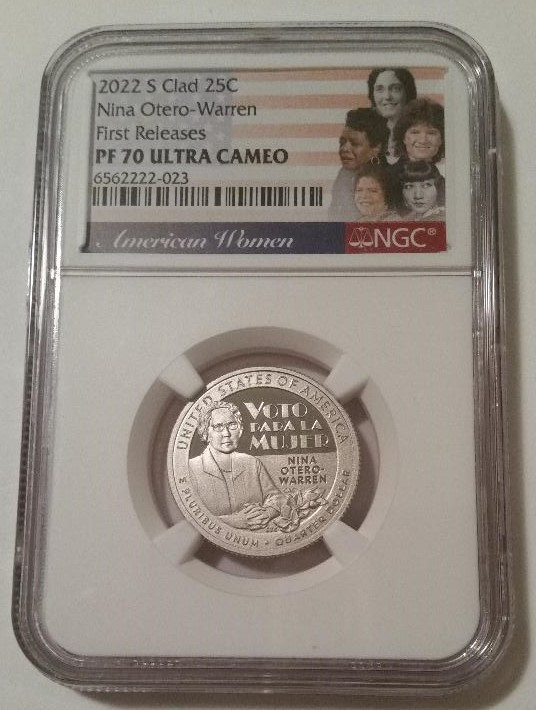 2022 S Clad 25C
Nina Otero-Warren
First Releases
PF 70 ULTRA CAMEO
6562222-023
American Women
NGC®
UNITED STATES OF AMERICA
VOTO
PARA LA
MUJER
NINA
OTERO-
WARREN
E PLURIBUS UNUM • QUARTER DOLLAR